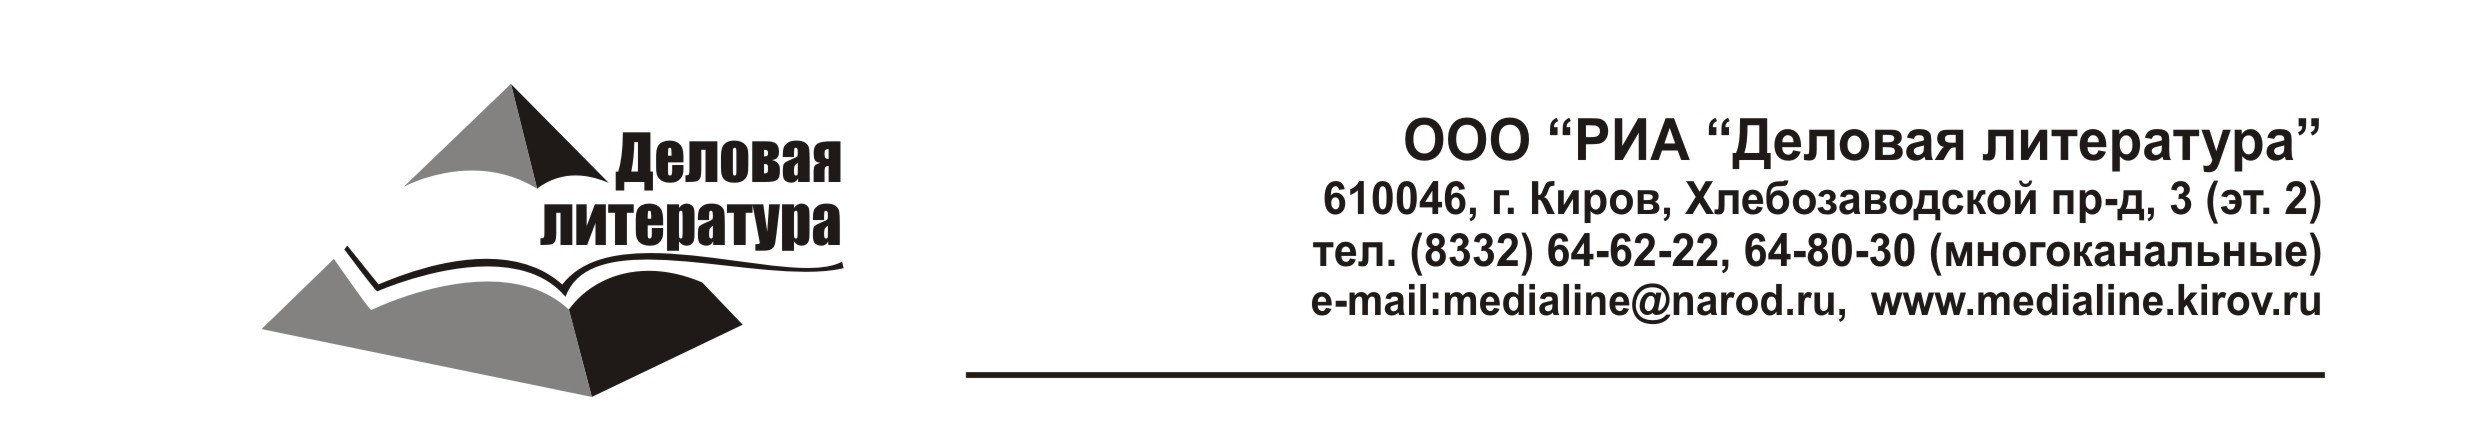 Деловая
литература
ООО “РИА “Деловая литература”
610046, г. Киров, Хлебозаводской пр-д, 3 (эт. 2)
тел. (8332) 64-62-22, 64-80-30 (многоканальные)
e-mail:medialine@narod.ru, www.medialine.kirov.ru